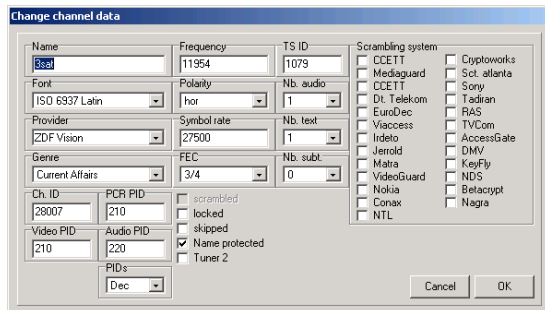 Change channel data
Name
3sat
Frequency
11954
TS ID
1079
Font
ISO 6937 Latin
Polarity
hor
Nb. audio
1
Provider
ZDF Vision
Symbol rate
27500
Nb. text
1
Genre
Current Affairs
FEC
3/4
Nb. subt.
0
Ch. ID
28007
PCR PID
210
Video PID
210
Audio PID
220
PIDs
Dec
scrambled
locked
skipped
Name protected
Tuner 2
Scrambling system
CCETT
Mediaguard
CCETT
Dt. Telekom
EuroDec
Viaccess
Irdeto
Jerrold
Matra
VideoGuard
Nokia
Conax
NTL
Cryptoworks
Sct. atlanta
Sony
Tadiran
RAS
TVCom
AccessGate
DMV
KeyFly
NDS
Betacrypt
Nagra
Cancel
OK